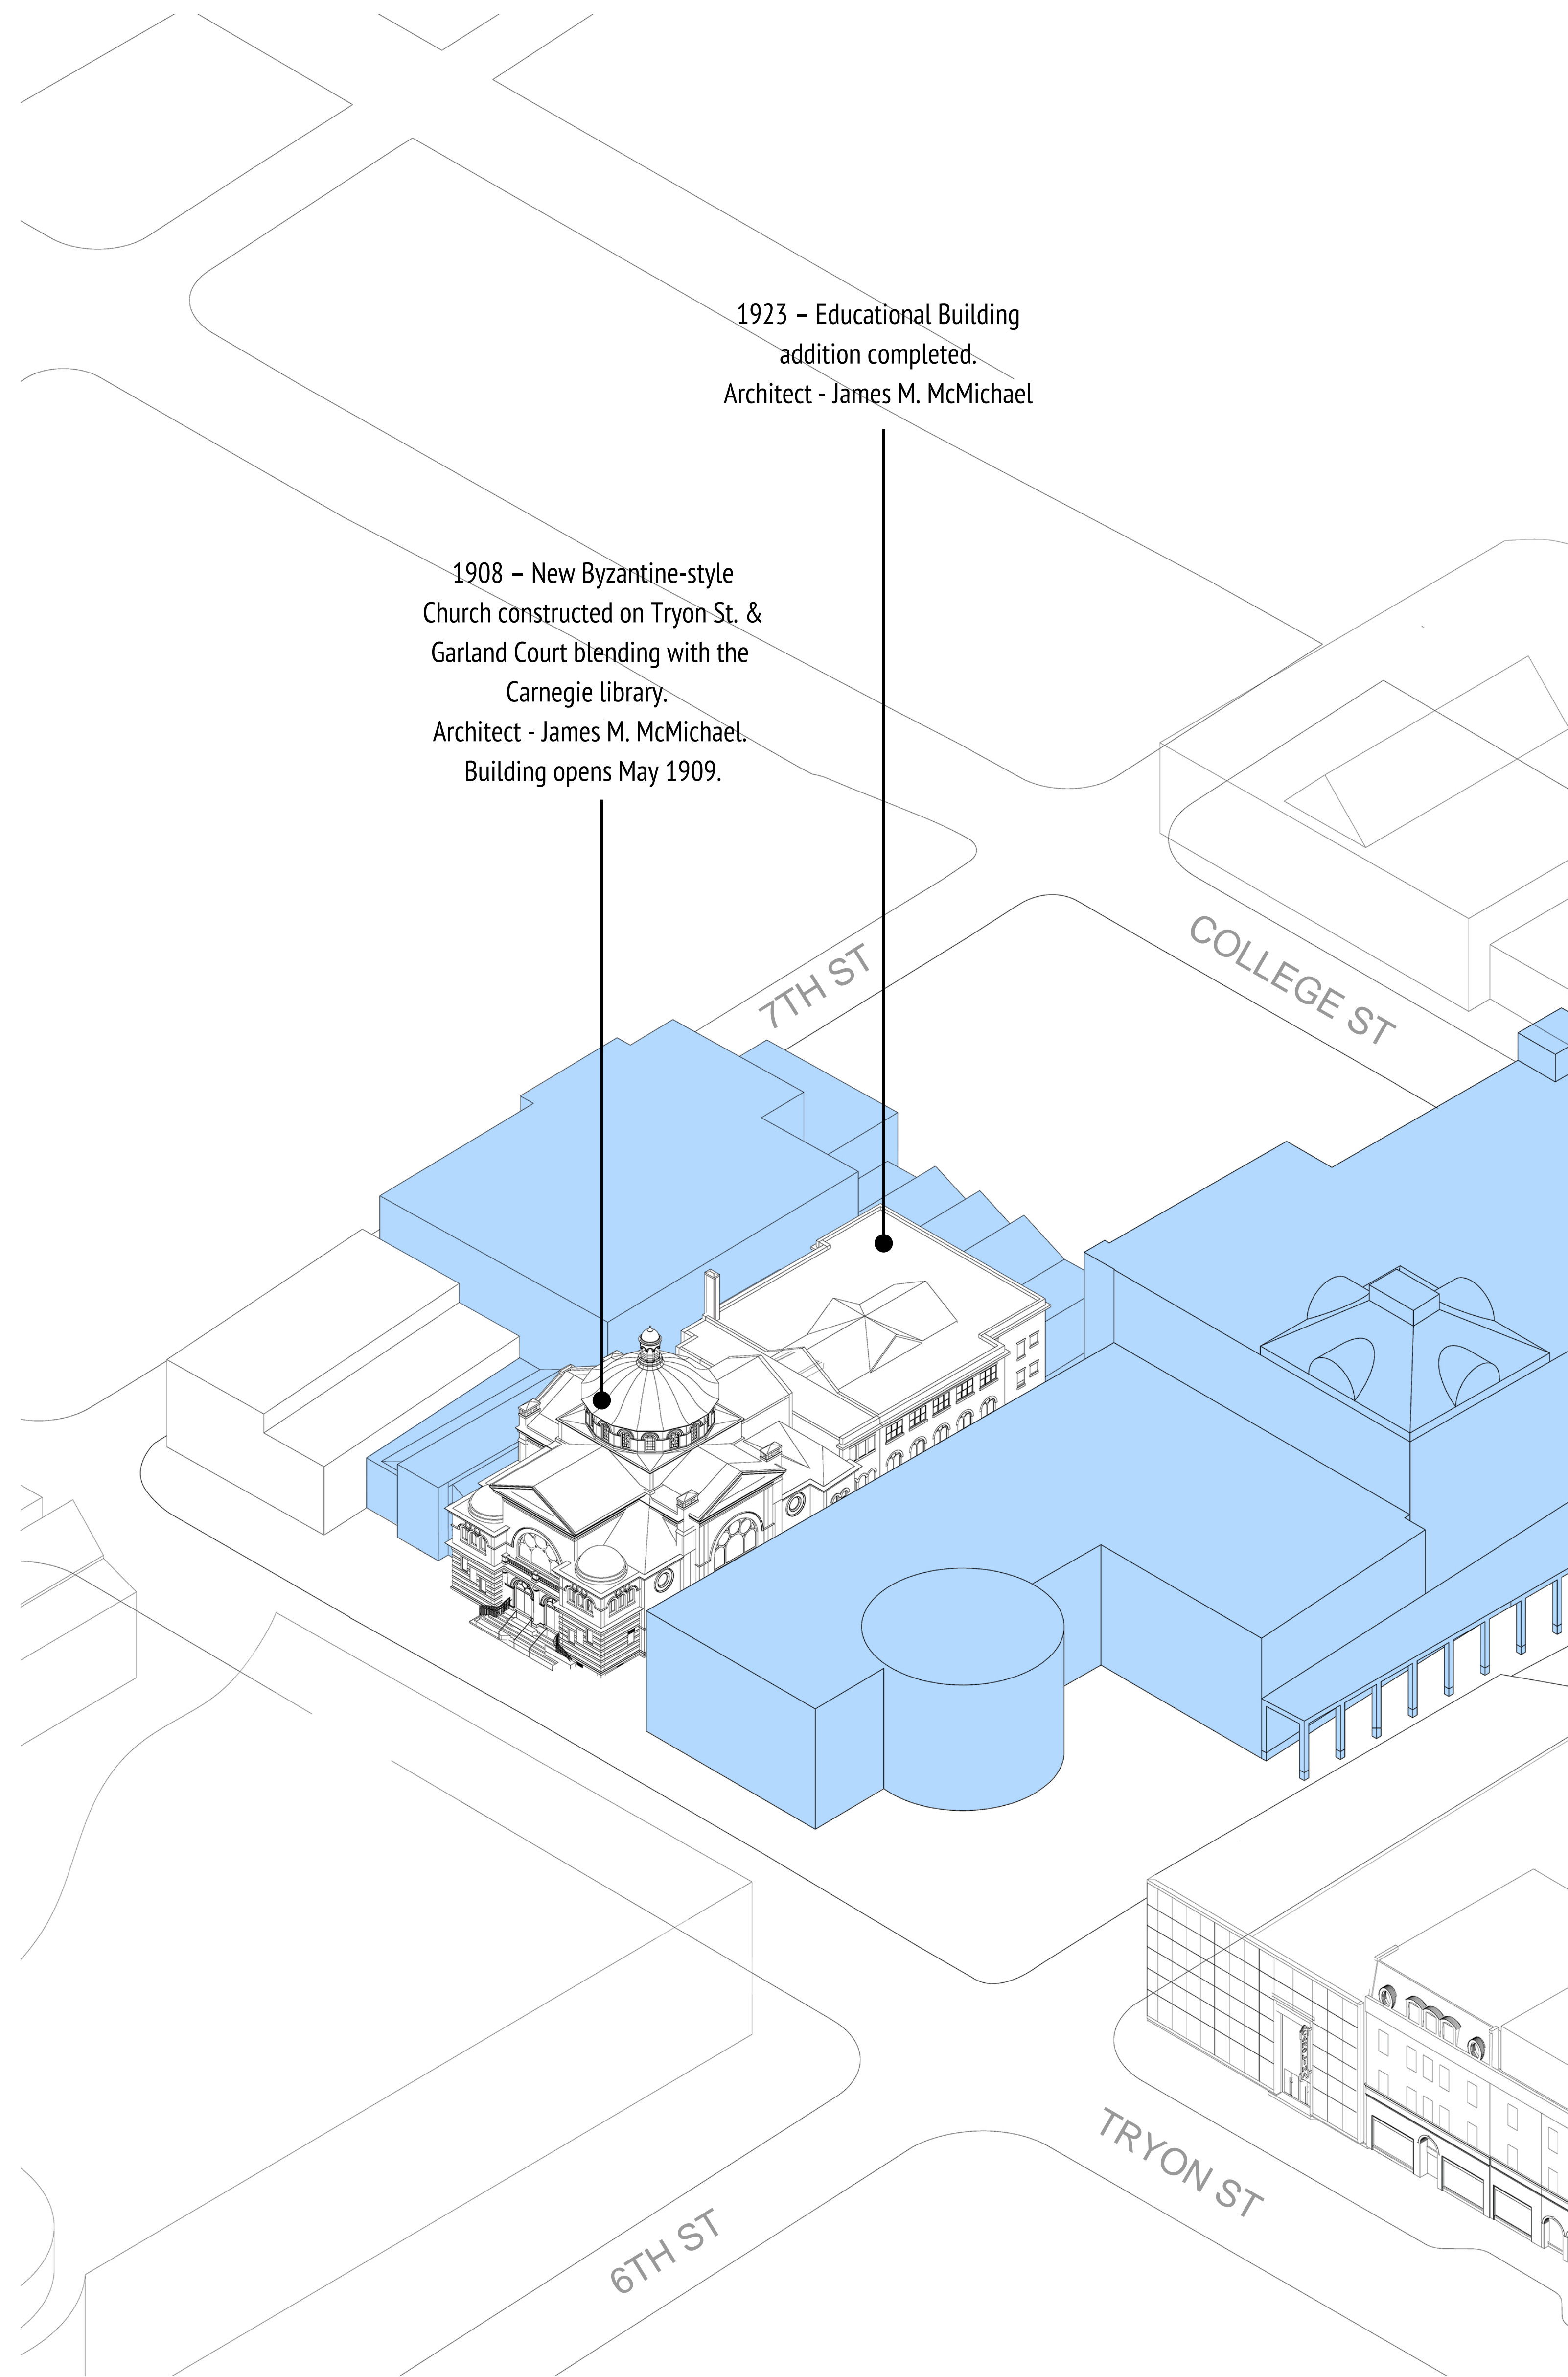 1923 – Educational Building
addition completed.
Architect - James M. McMichael
1908 – New Byzantine-style
Church constructed on Tryon St. &
Garland Court blending with the
Carnegie library.
Architect - James M. McMichael.
Building opens May 1909.
7TH ST
COLLEGE ST
TRYON ST
6TH ST